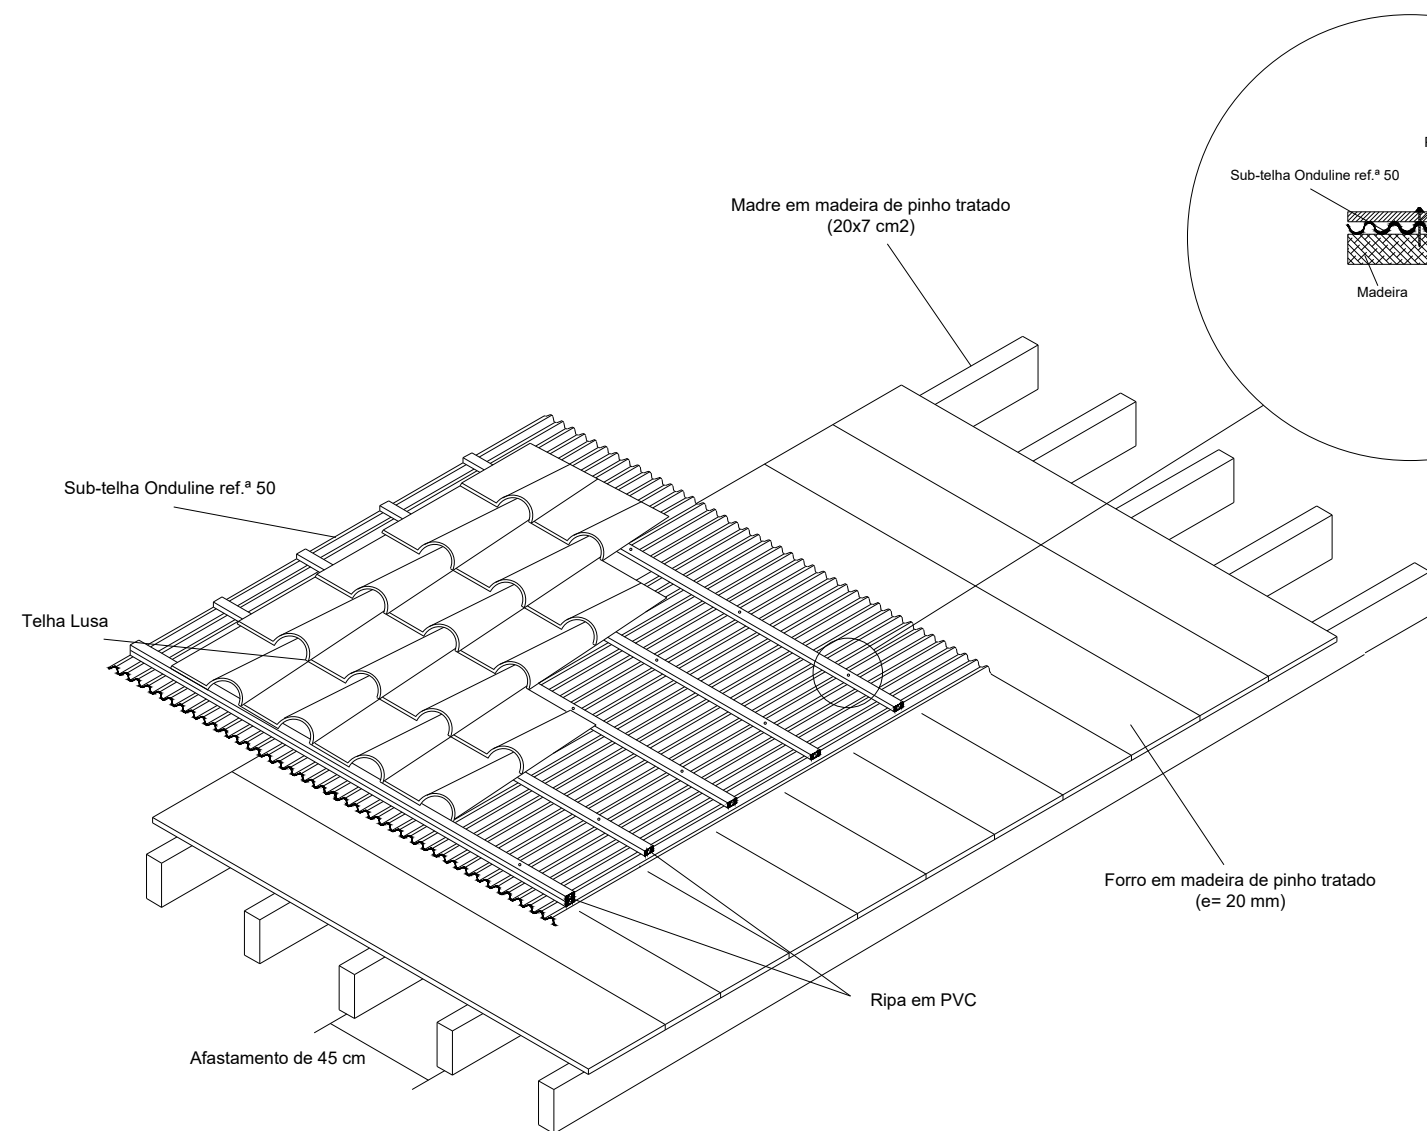 Sub-telha Onduline ref.ª 50
Madeira
Madre em madeira de pinho tratado
(20x7 cm2)
Sub-telha Onduline ref.ª 50
Telha Lusa
Forro em madeira de pinho tratado
(e= 20 mm)
Ripa em PVC
Afastamento de 45 cm